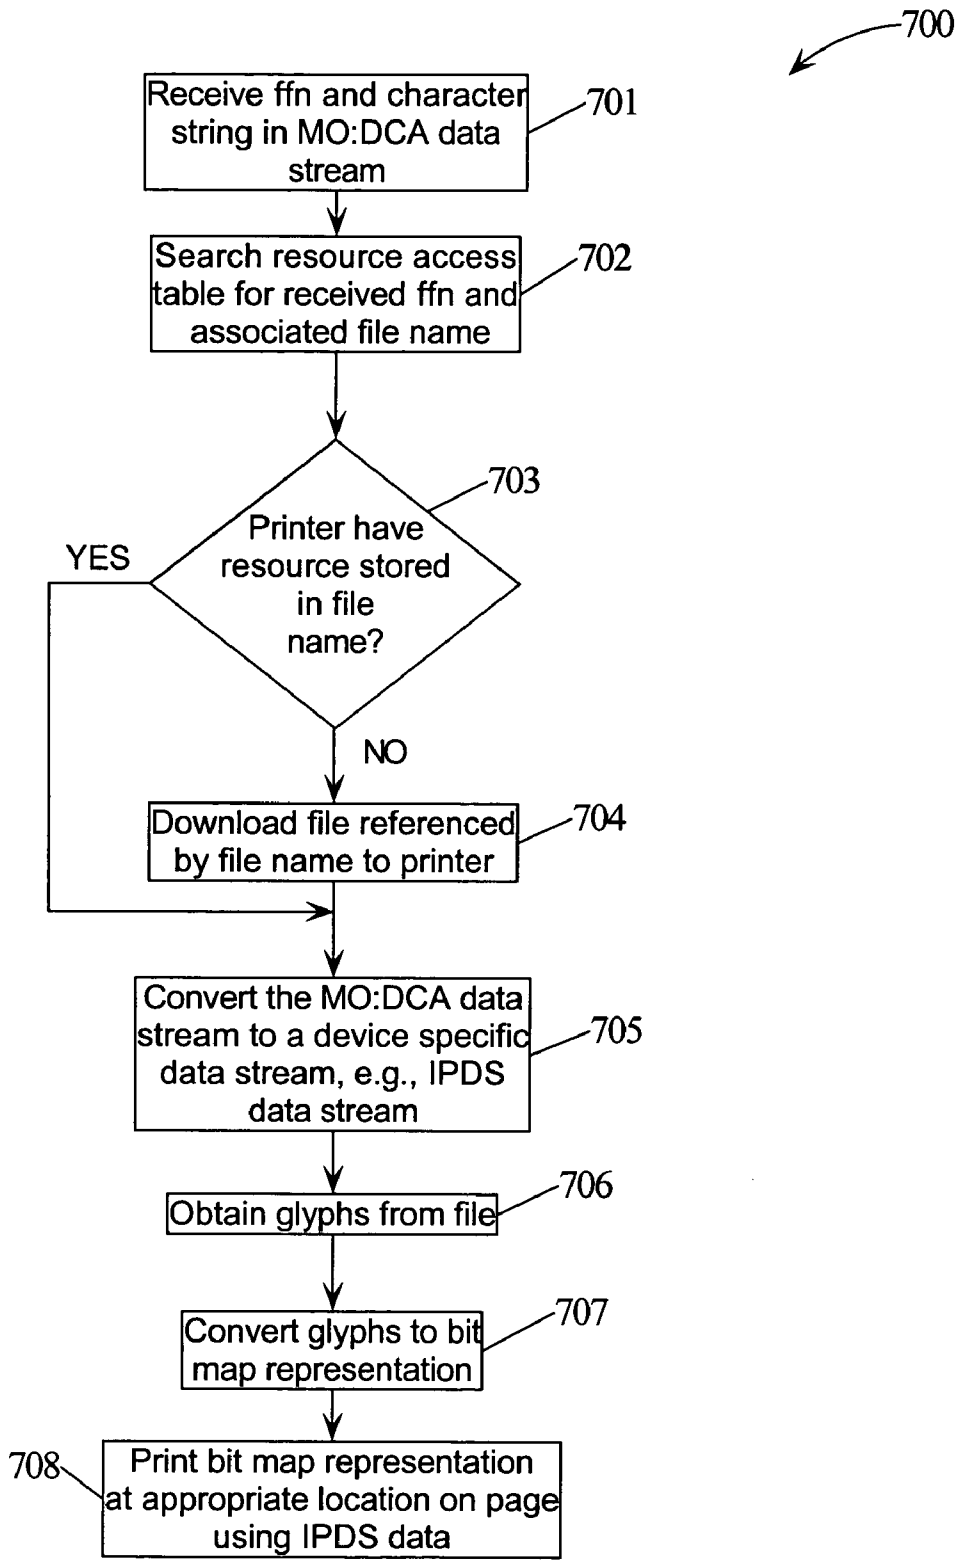 700
Receive ffn and character
string in MO:DCA data
stream
701
Search resource access
table for received ffn and
associated file name
702
703
Printer have
resource stored
in file
name?
YES
NO
Download file referenced
by file name to printer
704
Convert the MO:DCA data
stream to a device specific
data stream, e.g., IPDS
data stream
705
706
Obtain glyphs from file
707
Convert glyphs to bit
map representation
708
Print bit map representation
at appropriate location on page
using IPDS data